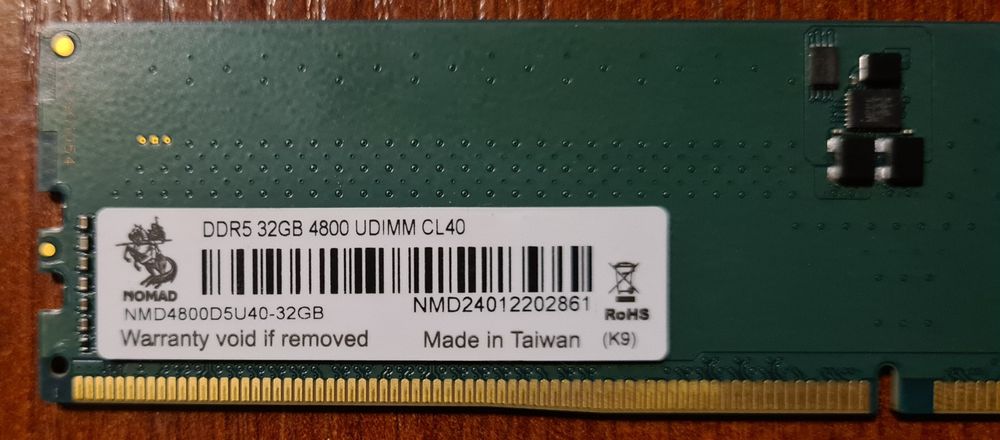 DDR5 32GB 4800 UDIMM CL40
NOMAD
NMD24012202861
NMD4800D5U40-32GB
RoHS
Warranty void if removed
Made in Taiwan
(K9)